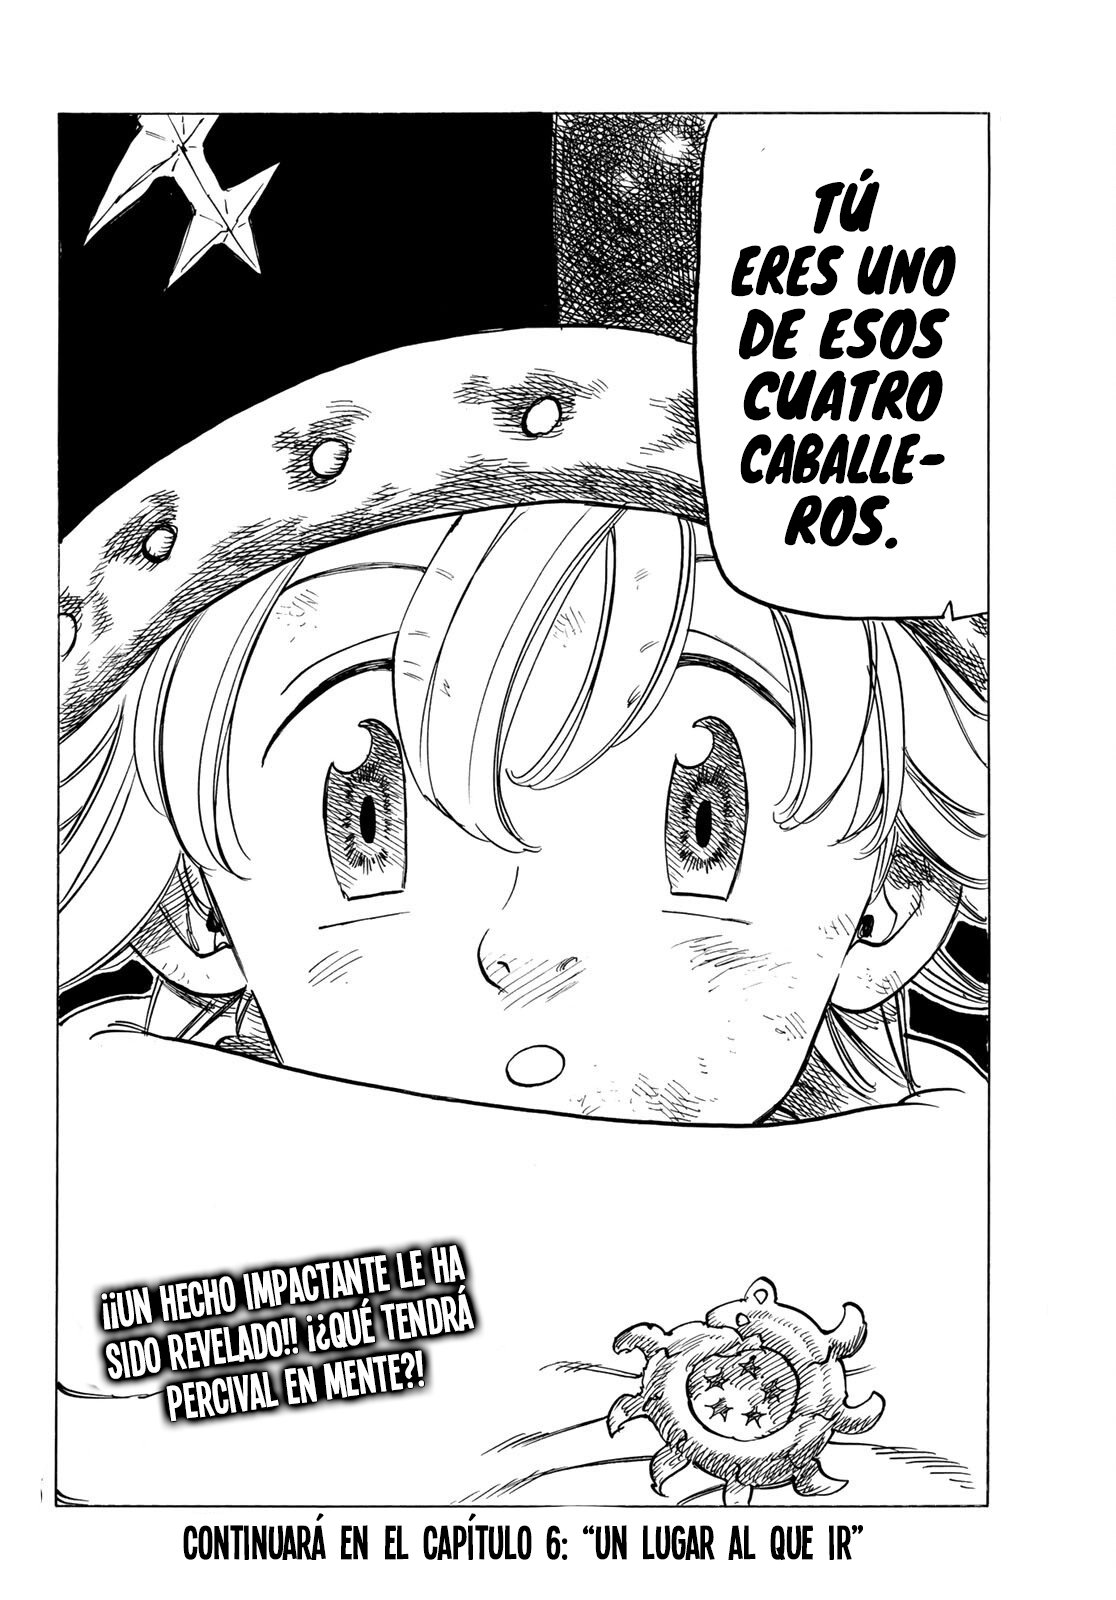 TÚ
ERES UNO
DE ESOS
CUATRO
CABALLE-
ROS.
¡¡UN HECHO IMPACTANTE LE HA
SIDO REVELADO!! ¡¿QUÉ TENDRÁ
PERCIVAL EN MENTE?!
CONTINUARÁ EN EL CAPÍTULO 6: “UN LUGAR AL QUE IR”